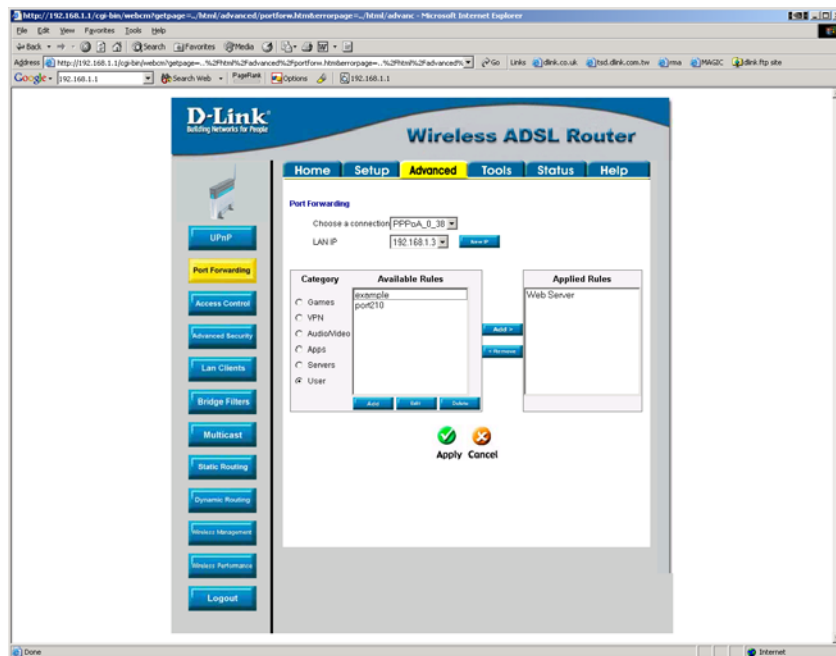 http://192.168.1.1/cgi-bin/webcm?getpage=../html/advanced/portforw.htm&errorpage=../html/advanc - Microsoft Internet Explorer
File Edit View Favorites Tools Help
Back Search Favorites Media
Address http://192.168.1.1/cgi-bin/webcm?getpage=..%2Fhtml%2Fadvanced%2Fportforw.htm&errorpage=..%2Fhtml%2Fadvanced% Go Links dlink.co.uk tsd.dlink.com.tw rma MAGIC dlink ftp site
Google 192.168.1.1 Search Web PageRank Options 192.168.1.1
D-Link
Building Networks for People
Wireless ADSL Router
Home Setup Advanced Tools Status Help
UPnP
Port Forwarding
Access Control
Advanced Security
Lan Clients
Bridge Filters
Multicast
Static Routing
Dynamic Routing
Wireless Management
Wireless Performance
Logout
Port Forwarding
Choose a connection PPPoA_0_38
LAN IP 192.168.1.3 New IP
Category Available Rules Applied Rules
Games
VPN
Audio/Video
Apps
Servers
User
example
port210
Add Edit Delete
Add >
< Remove
Web Server
Apply Cancel
Done Internet